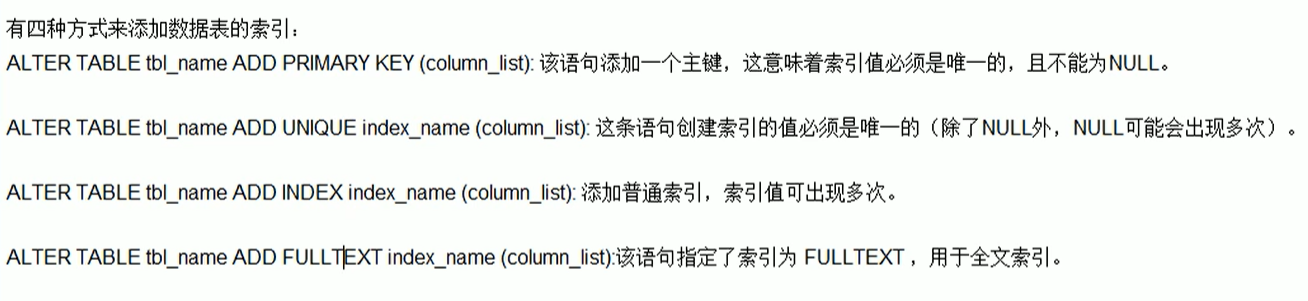 有四种方式来添加数据表的索引：
ALTER TABLE tbl_name ADD PRIMARY KEY (column_list): 该语句添加一个主键，这意味着索引值必须是唯一的，且不能为NULL。
ALTER TABLE tbl_name ADD UNIQUE index_name (column_list): 这条语句创建索引的值必须是唯一的（除了NULL外，NULL可能会出现多次）。
ALTER TABLE tbl_name ADD INDEX index_name (column_list): 添加普通索引，索引值可出现多次。
ALTER TABLE tbl_name ADD FULLTEXT index_name (column_list):该语句指定了索引为 FULLTEXT ，用于全文索引。